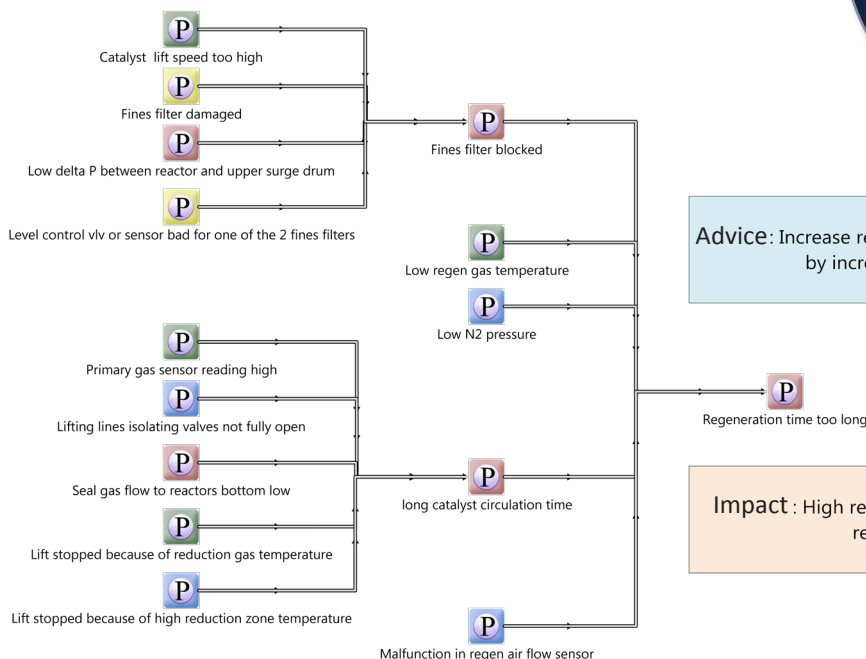 P
Catalyst  lift speed too high
P
Fines filter damaged
P
Low delta P between reactor and upper surge drum
P
Level control vlv or sensor bad for one of the 2 fines filters
P
Fines filter blocked
P
Low regen gas temperature
P
Low N2 pressure
P
Primary gas sensor reading high
P
Lifting lines isolating valves not fully open
P
Seal gas flow to reactors bottom low
P
Lift stopped because of reduction gas temperature
P
Lift stopped because of high reduction zone temperature
P
long catalyst circulation time
P
Malfunction in regen air flow sensor
P
Regeneration time too long
Advice: Increase re
by incre
Impact : High re
re